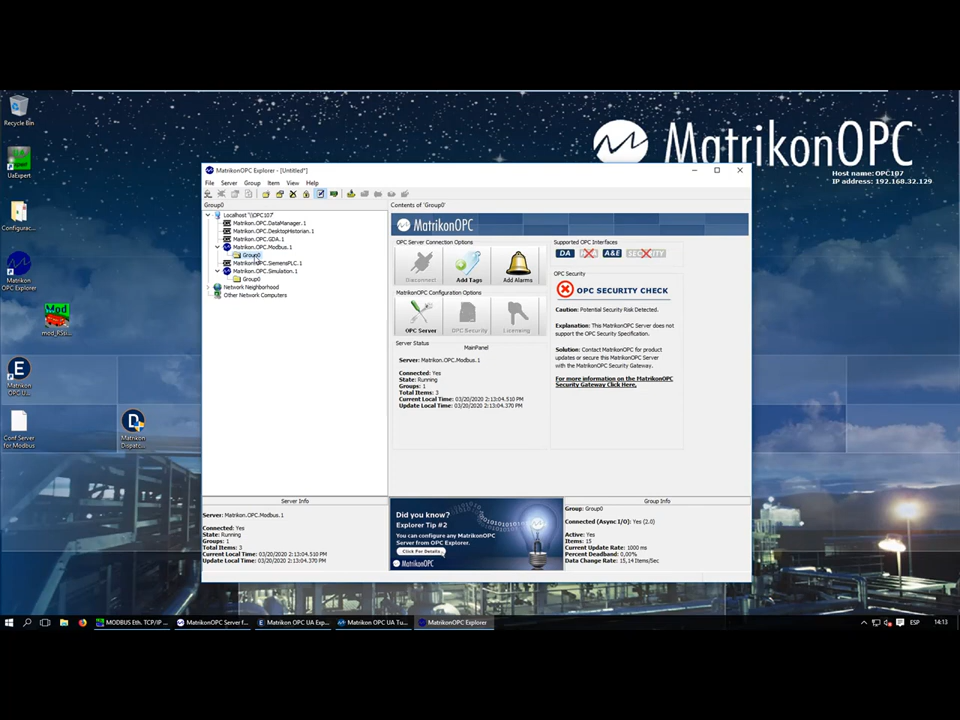 Recycle Bin
UaExpert
Configurac...
Matrikon
OPC Explorer
Mod
mod_RSsi...
Matrikon
OPC U...
Conf Server
for Modbus
Matrikon
Dispatc...
MatrikonOPC
Host name: OPC107
IP address: 192.168.32.129
MatrikonOPC Explorer - [Untitled*]
File Server Group Item View Help
Group0
Localhost '\\OPC107'
Matrikon.OPC.DataManager.1
Matrikon.OPC.DesktopHistorian.1
Matrikon.OPC.GDA.1
Matrikon.OPC.Modbus.1
Group0
Matrikon.OPC.SiemensPLC.1
Matrikon.OPC.Simulation.1
Group0
Network Neighborhood
Other Network Computers
Contents of 'Group0'
MatrikonOPC
OPC Server Connection Options
Disconnect Add Tags Add Alarms
MatrikonOPC Configuration Options
OPC Server OPC Security Licensing
Server Status
MainPanel
Server: Matrikon.OPC.Modbus.1
Connected: Yes
State: Running
Groups: 1
Total Items: 3
Current Local Time: 03/20/2020 2:13:04.510 PM
Update Local Time: 03/20/2020 2:13:04.370 PM
Supported OPC Interfaces
DA HDA A&E SECURITY
OPC Security
OPC SECURITY CHECK
Caution: Potential Security Risk Detected.
Explanation: This MatrikonOPC Server does not
support the OPC Security Specification.
Solution: Contact MatrikonOPC for product
updates or secure this MatrikonOPC Server
with the MatrikonOPC Security Gateway.
For more information on the MatrikonOPC
Security Gateway Click Here.
Server Info
Server: Matrikon.OPC.Modbus.1
Connected: Yes
State: Running
Groups: 1
Total Items: 3
Current Local Time: 03/20/2020 2:13:04.510 PM
Update Local Time: 03/20/2020 2:13:04.370 PM
Did you know?
Explorer Tip #2
You can configure any MatrikonOPC
Server from OPC Explorer.
Click For Details
MatrikonOPC
Group Info
Group: Group0
Connected (Async I/O): Yes (2.0)
Active: Yes
Items: 15
Current Update Rate: 1000 ms
Percent Deadband: 0,00%
Data Change Rate: 15,14 Items/Sec
MODBUS Eth. TCP/IP ... MatrikonOPC Server f... Matrikon OPC UA Exp... Matrikon OPC UA Tu... MatrikonOPC Explorer ESP 14:13